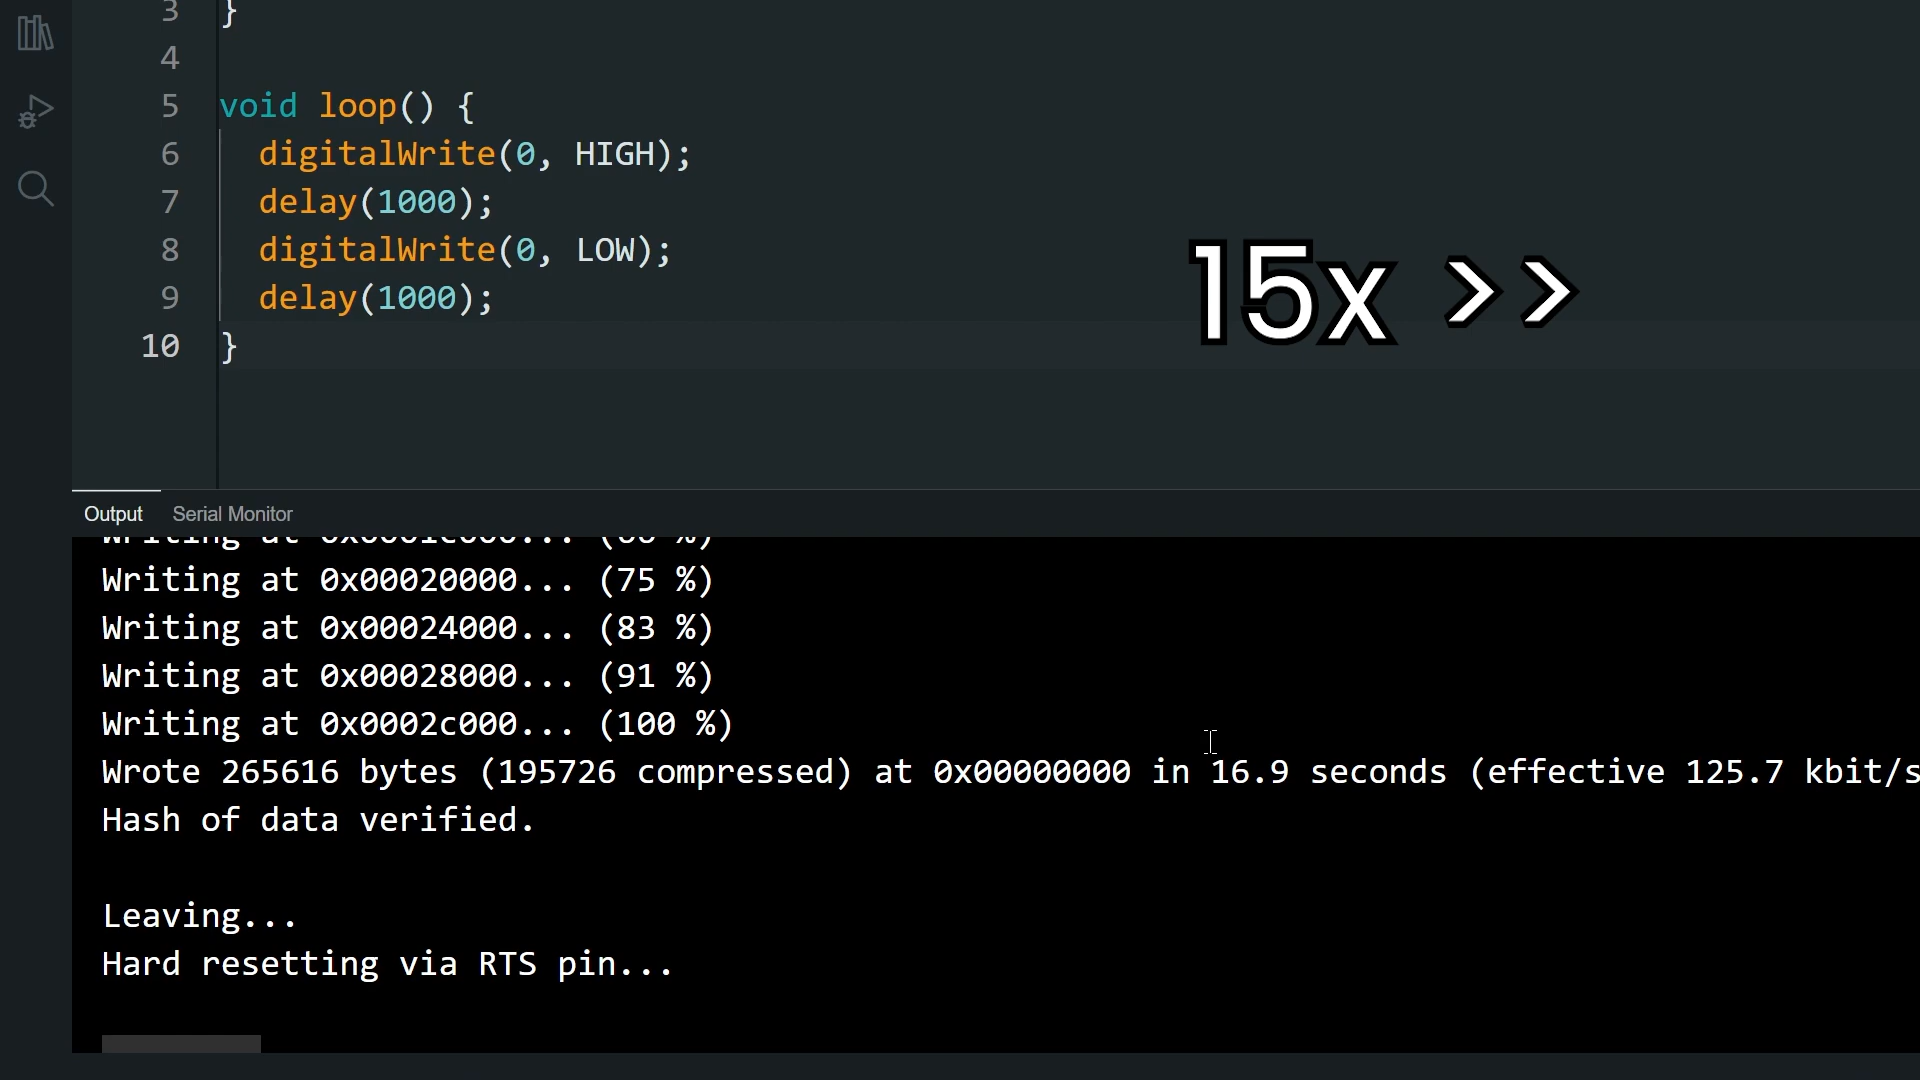 3 }
4
5 void loop() {
6 digitalWrite(0, HIGH);
7 delay(1000);
8 digitalWrite(0, LOW);
9 delay(1000);
10 }
15x >>
Output Serial Monitor
Writing at
Writing at 0x00020000... (75 %)
Writing at 0x00024000... (83 %)
Writing at 0x00028000... (91 %)
Writing at 0x0002c000... (100 %)
Wrote 265616 bytes (195726 compressed) at 0x00000000 in 16.9 seconds (effective 125.7 kbit/s
Hash of data verified.
Leaving...
Hard resetting via RTS pin...